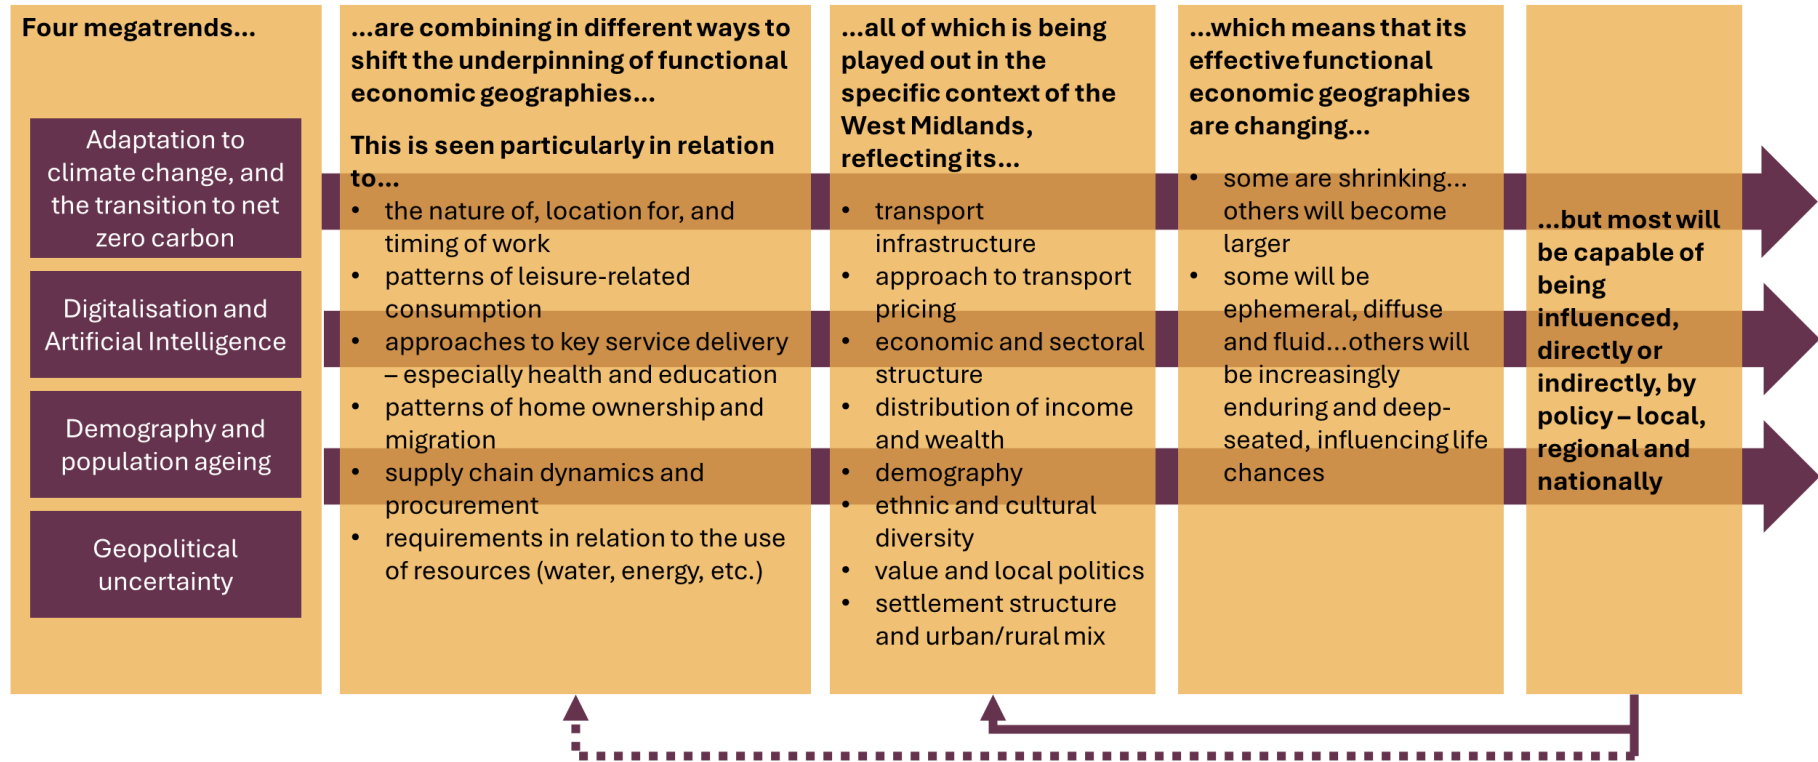 Four megatrends...
Adaptation to
climate change, and
the transition to net
zero carbon
Digitalisation and
Artificial Intelligence
Demography and
population ageing
Geopolitical
uncertainty
...are combining in different ways to
shift the underpinning of functional
economic geographies...
This is seen particularly in relation
to...
• the nature of, location for, and
timing of work
• patterns of leisure-related
consumption
• approaches to key service delivery
– especially health and education
• patterns of home ownership and
migration
• supply chain dynamics and
procurement
• requirements in relation to the use
of resources (water, energy, etc.)
...all of which is being
played out in the
specific context of the
West Midlands,
reflecting its...
• transport
infrastructure
• approach to transport
pricing
• economic and sectoral
structure
• distribution of income
and wealth
• demography
• ethnic and cultural
diversity
• value and local politics
• settlement structure
and urban/rural mix
...which means that its
effective functional
economic geographies
are changing...
• some are shrinking...
others will become
larger
• some will be
ephemeral, diffuse
and fluid...others will
be increasingly
enduring and deep-
seated, influencing life
chances
...but most will
be capable of
being
influenced,
directly or
indirectly, by
policy – local,
regional and
nationally